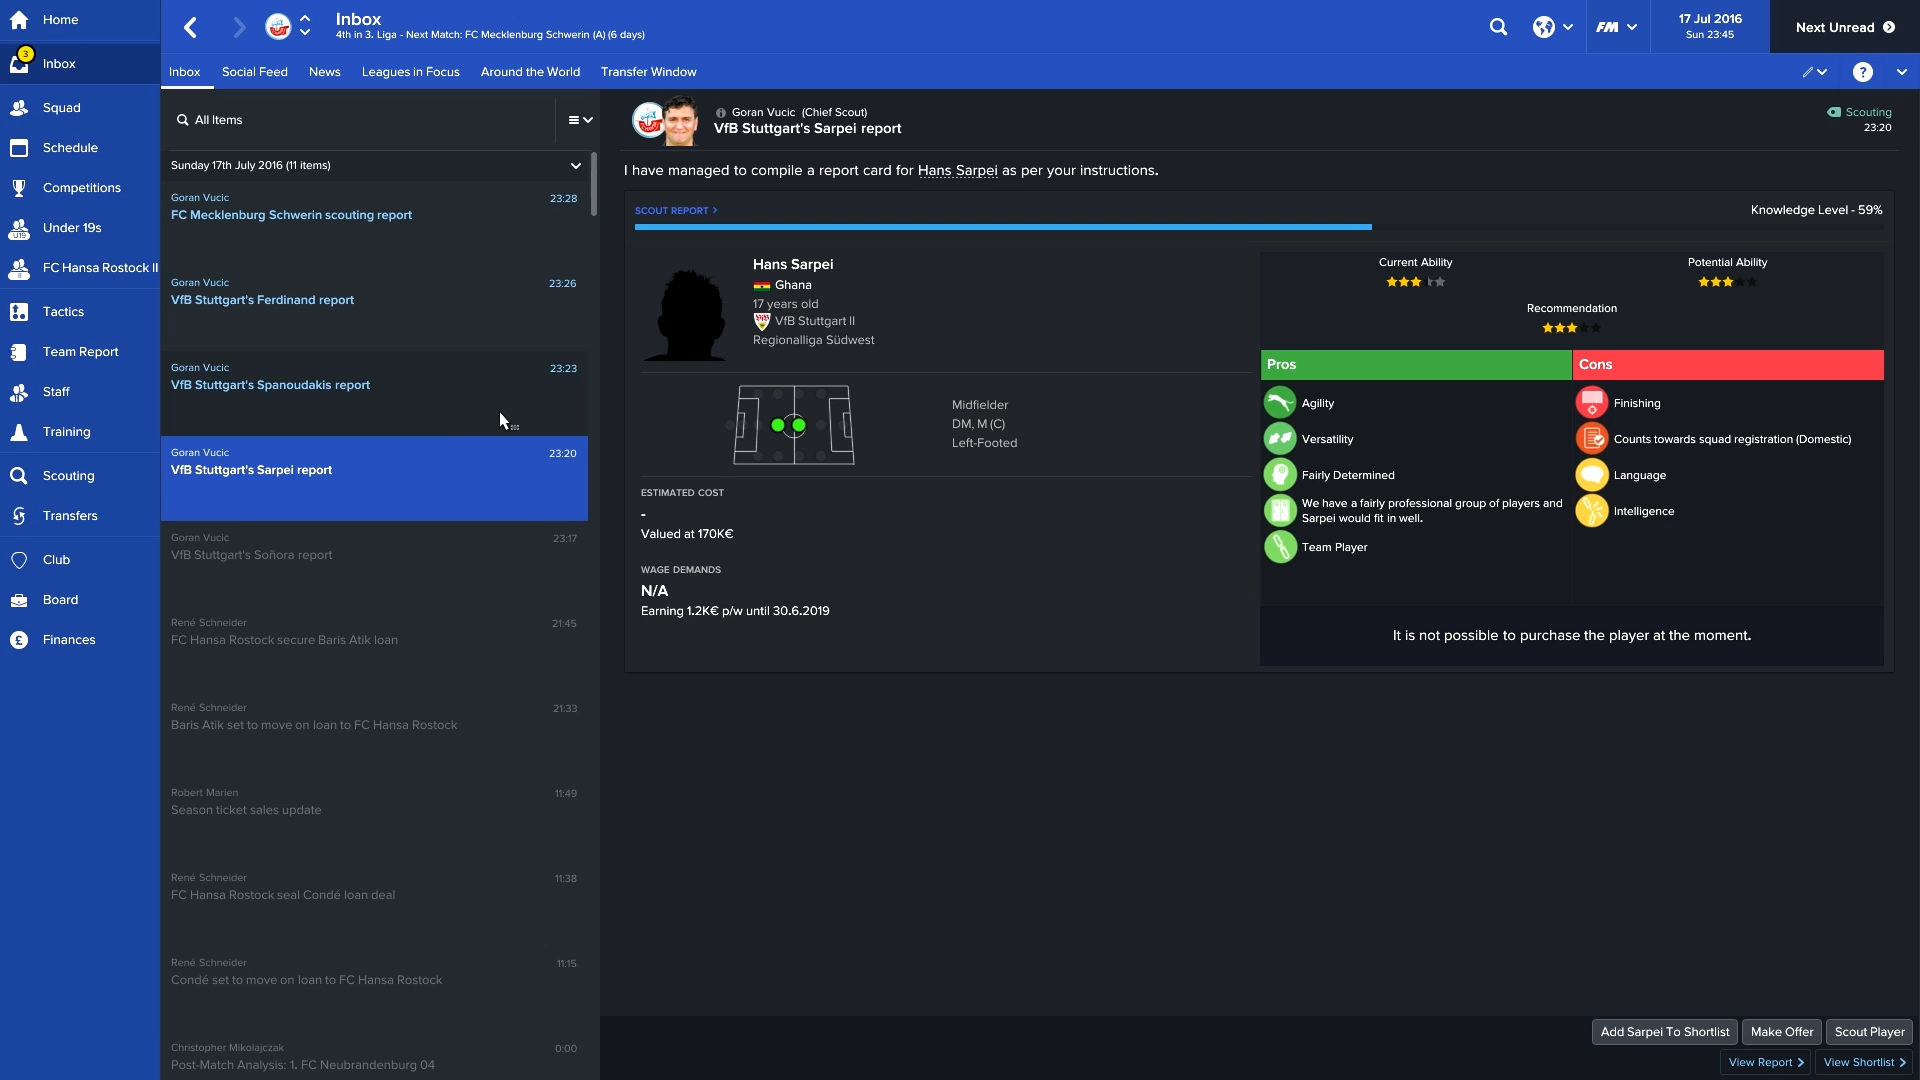 Home
Inbox
4th in 3. Liga - Next Match: FC Mecklenburg Schwerin (A) (6 days)
FM
17 Jul 2016
Sun 23:45
Next Unread
3
Inbox
Squad
Schedule
Competitions
Under 19s
U19
FC Hansa Rostock II
II
Tactics
Team Report
Staff
Training
Scouting
Transfers
Club
Board
Finances
Inbox
Social Feed
News
Leagues in Focus
Around the World
Transfer Window
?
All Items
Sunday 17th July 2016 (11 items)
Goran Vucic 23:28
FC Mecklenburg Schwerin scouting report
Goran Vucic 23:26
VfB Stuttgart's Ferdinand report
Goran Vucic 23:23
VfB Stuttgart's Spanoudakis report
Goran Vucic 23:20
VfB Stuttgart's Sarpei report
Goran Vucic 23:17
VfB Stuttgart's Soñora report
René Schneider 21:45
FC Hansa Rostock secure Baris Atik loan
René Schneider 21:33
Baris Atik set to move on loan to FC Hansa Rostock
Robert Marien 11:49
Season ticket sales update
René Schneider 11:38
FC Hansa Rostock seal Condé loan deal
René Schneider 11:15
Condé set to move on loan to FC Hansa Rostock
Christopher Mikolajczak 0:00
Post-Match Analysis: 1. FC Neubrandenburg 04
Goran Vucic (Chief Scout)
VfB Stuttgart's Sarpei report
Scouting
23:20
I have managed to compile a report card for Hans Sarpei as per your instructions.
SCOUT REPORT >
Knowledge Level - 59%
Hans Sarpei
Ghana
17 years old
VfB Stuttgart II
Regionalliga Südwest
Midfielder
DM, M (C)
Left-Footed
ESTIMATED COST
-
Valued at 170K€
WAGE DEMANDS
N/A
Earning 1.2K€ p/w until 30.6.2019
Current Ability
Potential Ability
Recommendation
Pros
Agility
Versatility
Fairly Determined
We have a fairly professional group of players and
Sarpei would fit in well.
Team Player
Cons
Finishing
Counts towards squad registration (Domestic)
Language
Intelligence
It is not possible to purchase the player at the moment.
Add Sarpei To Shortlist
Make Offer
Scout Player
View Report >
View Shortlist >